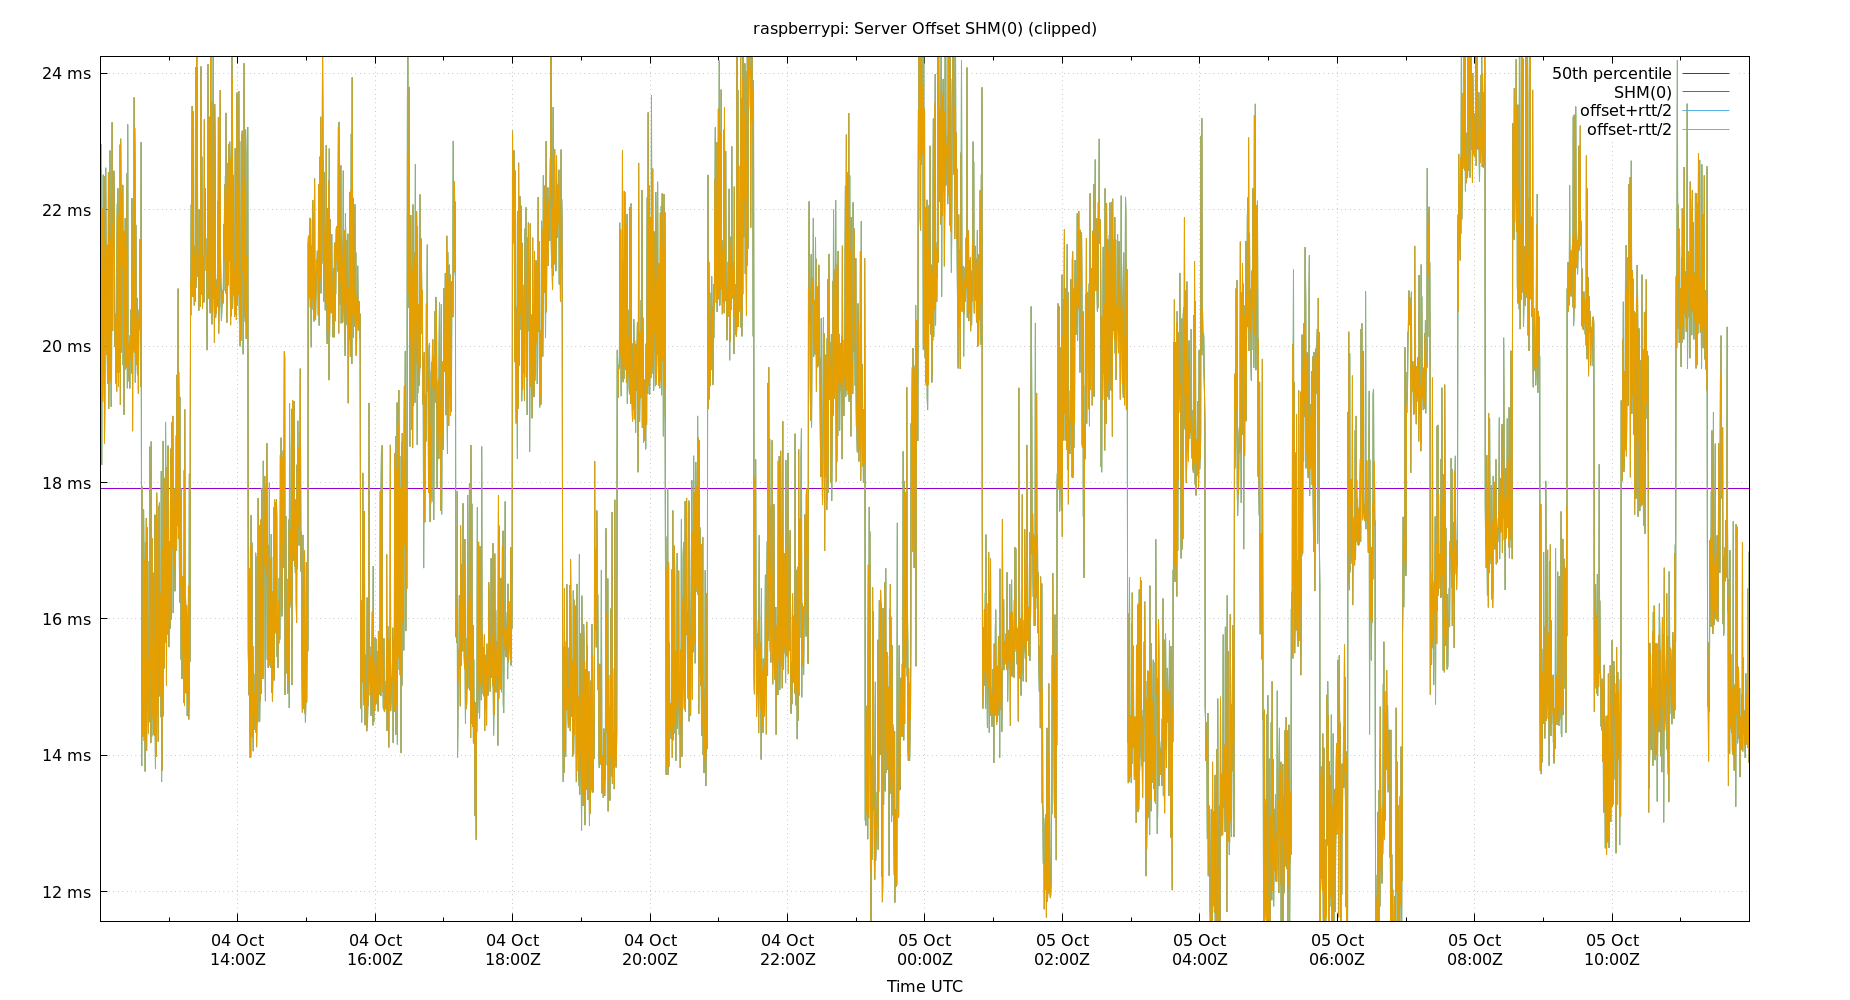 raspberrypi: Server Offset SHM(0) (clipped)
24 ms
22 ms
20 ms
18 ms
16 ms
14 ms
12 ms
50th percentile
SHM(0)
offset+rtt/2
offset-rtt/2
04 Oct
14:00Z
04 Oct
16:00Z
04 Oct
18:00Z
04 Oct
20:00Z
04 Oct
22:00Z
05 Oct
00:00Z
05 Oct
02:00Z
05 Oct
04:00Z
05 Oct
06:00Z
05 Oct
08:00Z
05 Oct
10:00Z
Time UTC